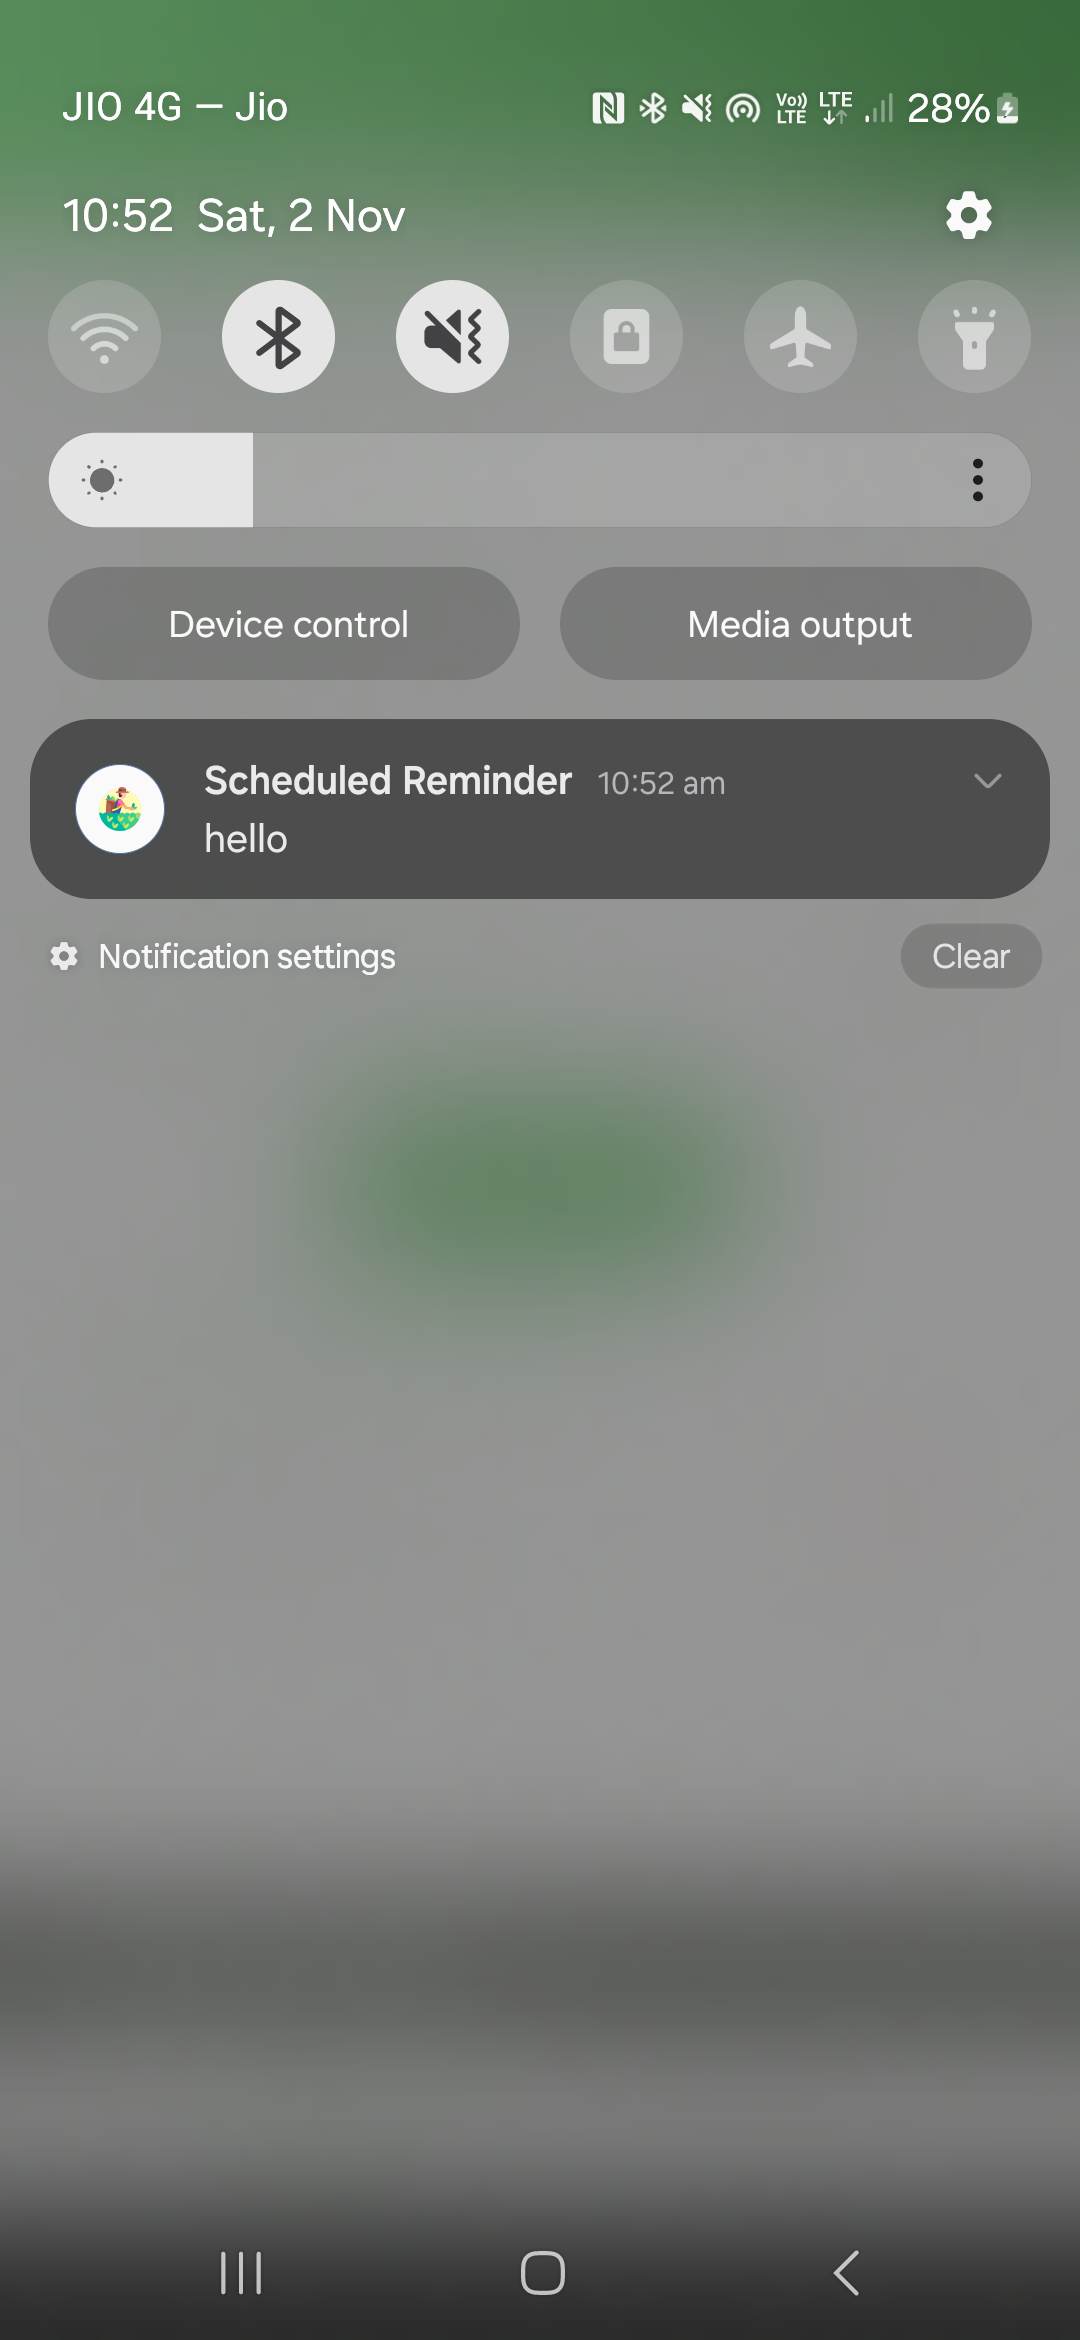 JIO 4G — Jio
Vo)) LTE
LTE
28%
10:52 Sat, 2 Nov
Device control
Media output
Scheduled Reminder 10:52 am
hello
Notification settings
Clear